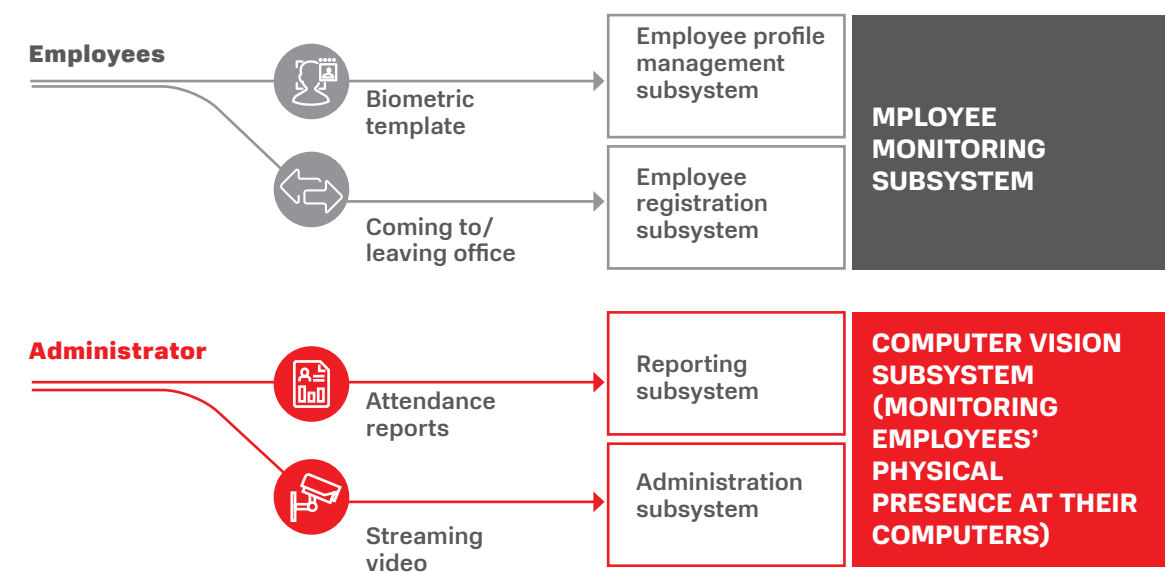 Employees
Biometric
template
Coming to/
leaving office
Employee profile
management
subsystem
Employee
registration
subsystem
MPLOYEE
MONITORING
SUBSYSTEM
Administrator
Attendance
reports
Streaming
video
Reporting
subsystem
Administration
subsystem
COMPUTER VISION
SUBSYSTEM
(MONITORING
EMPLOYEES’
PHYSICAL
PRESENCE AT THEIR
COMPUTERS)